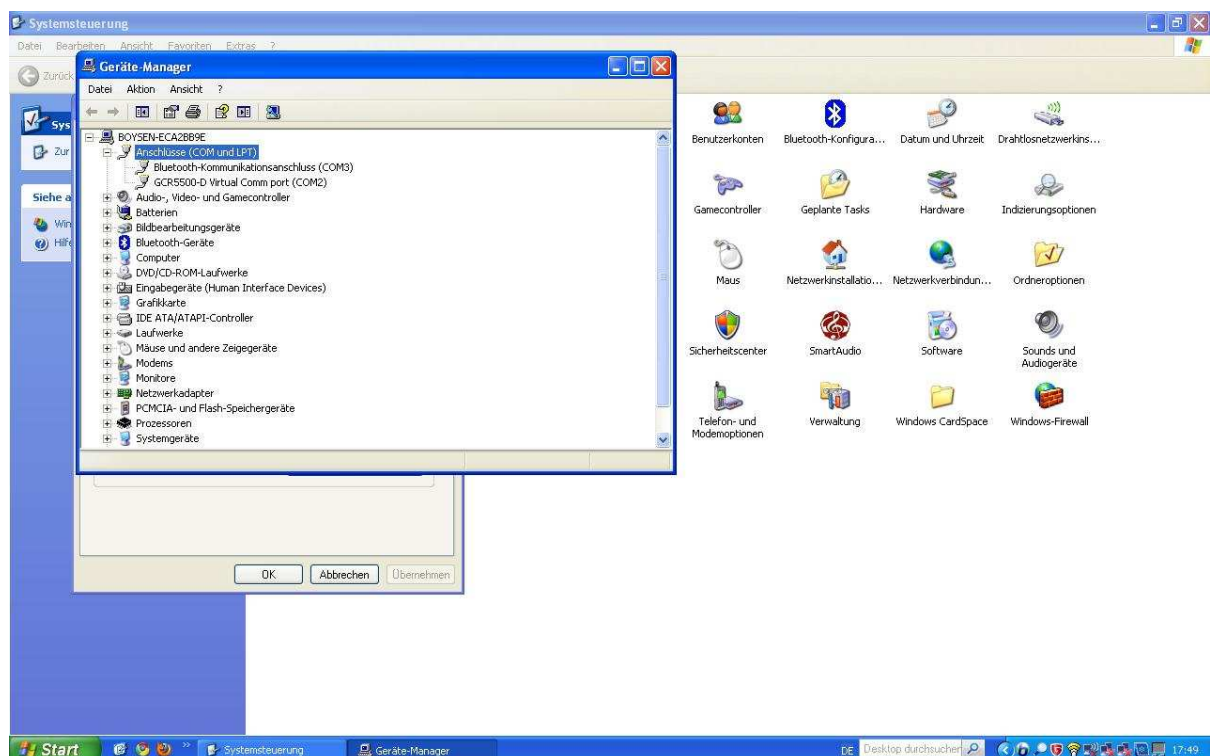 Systemsteuerung
Datei Bearbeiten Ansicht Favoriten Extras ?
Zurück
Geräte-Manager
Datei Aktion Ansicht ?
BOYSEN-ECA2BB9E
Anschlüsse (COM und LPT)
Bluetooth-Kommunikationsanschluss (COM3)
GCR5500-D Virtual Comm port (COM2)
Audio-, Video- und Gamecontroller
Batterien
Bildbearbeitungsgeräte
Bluetooth-Geräte
Computer
DVD/CD-ROM-Laufwerke
Eingabegeräte (Human Interface Devices)
Grafikkarte
IDE ATA/ATAPI-Controller
Laufwerke
Mäuse und andere Zeigegeräte
Modems
Monitore
Netzwerkadapter
PCMCIA- und Flash-Speichergeräte
Prozessoren
Systemgeräte
Sys
Zur
Siehe a
Win
Hilfe
OK Abbrechen Übernehmen
Benutzerkonten Bluetooth-Konfigura... Datum und Uhrzeit Drahtlosnetzwerkins...
Gamecontroller Geplante Tasks Hardware Indizierungsoptionen
Maus Netzwerkinstallatio... Netzwerkverbindun... Ordneroptionen
Sicherheitscenter SmartAudio Software Sounds und
Audiogeräte
Telefon- und Verwaltung Windows CardSpace Windows-Firewall
Modemoptionen
Start Systemsteuerung Geräte-Manager DE Desktop durchsuchen 17:49